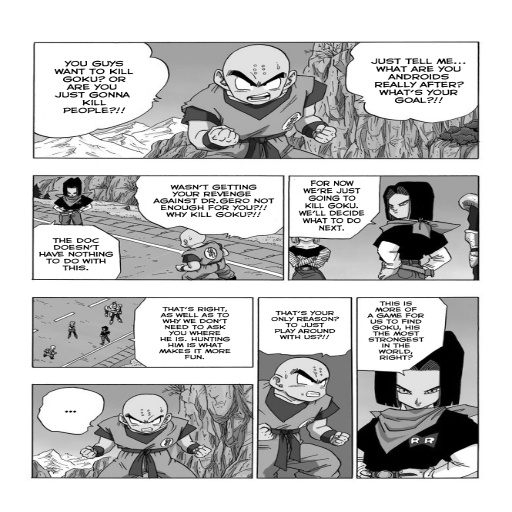 JUST TELL ME...
WHAT ARE YOU
ANDROIDS
REALLY AFTER?
WHAT'S YOUR
GOAL?!!
YOU GUYS
WANT TO KILL
GOKU? OR
ARE YOU
JUST GONNA
KILL
PEOPLE?!!
FOR NOW
WE'RE JUST
GOING TO
KILL GOKU.
WE'LL DECIDE
WHAT TO DO
NEXT.
WASN'T GETTING
YOUR REVENGE
AGAINST DR.GERO NOT
ENOUGH FOR YOU?!!
WHY KILL GOKU?!!
THE DOC
DOESN'T
HAVE NOTHING
TO DO WITH
THIS.
THIS IS
MORE OF
A GAME FOR
US TO FIND
GOKU, HIS
THE MOST
STRONGEST
IN THE
WORLD,
RIGHT?
RR
THAT'S YOUR
ONLY REASON?
TO JUST
PLAY AROUND
WITH US?!!
THAT'S RIGHT,
AS WELL AS TO
WHY WE DON'T
NEED TO ASK
YOU WHERE
HE IS. HUNTING
HIM IS WHAT
MAKES IT MORE
FUN.
...